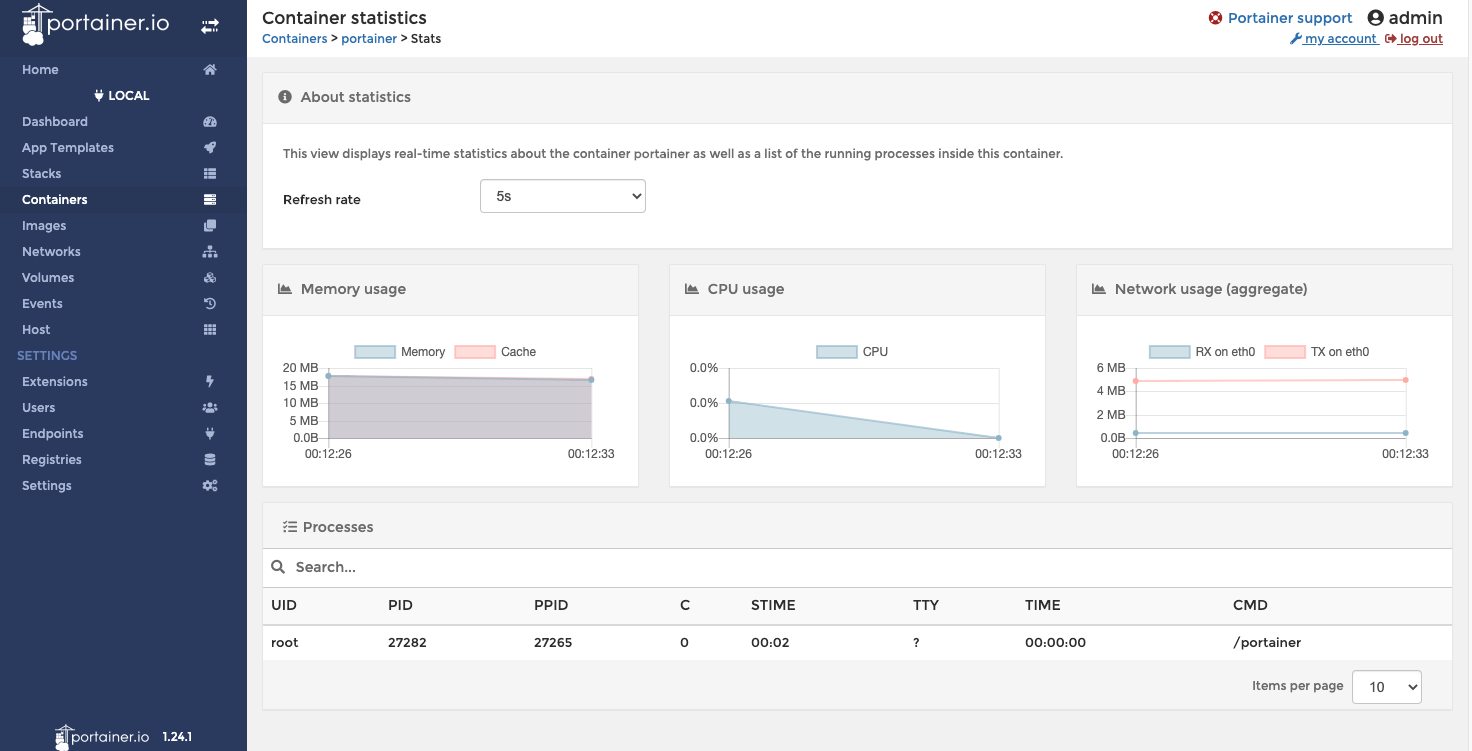 portainer.io
Container statistics
Portainer support admin
Containers > portainer > Stats
my account log out
Home
LOCAL
Dashboard
App Templates
Stacks
Containers
Images
Networks
Volumes
Events
Host
SETTINGS
Extensions
Users
Endpoints
Registries
Settings
portainer.io 1.24.1
About statistics
This view displays real-time statistics about the container portainer as well as a list of the running processes inside this container.
Refresh rate 5s
Memory usage
Memory Cache
20 MB
15 MB
10 MB
5 MB
0.0B
00:12:26 00:12:33
CPU usage
CPU
0.0%
0.0%
0.0%
00:12:26 00:12:33
Network usage (aggregate)
RX on eth0 TX on eth0
6 MB
4 MB
2 MB
0.0B
00:12:26 00:12:33
Processes
Search...
UID PID PPID C STIME TTY TIME CMD
root 27282 27265 0 00:02 ? 00:00:00 /portainer
Items per page 10